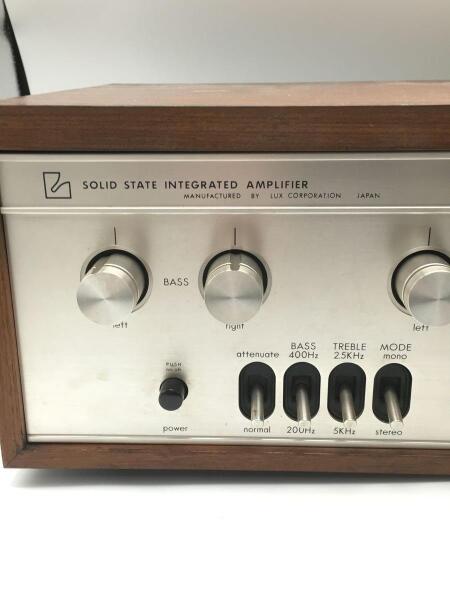 SOLID STATE INTEGRATED AMPLIFIER
MANUFACTURED BY LUX CORPORATION JAPAN
BASS
left
right
left
PUSH
attenuate
BASS
400Hz
TREBLE
2.5KHz
MODE
mono
power
normal
200Hz
5KHz
stereo